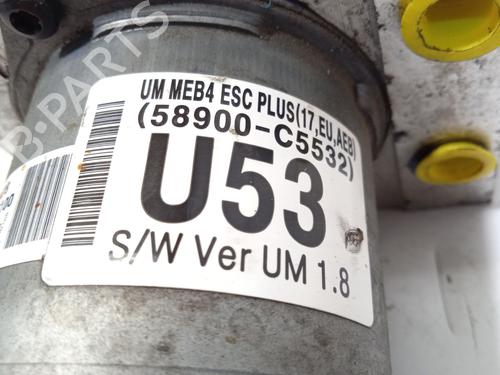 UM MEB4 ESC PLUS(17,EU,AEB)
(58900-C5532)
U53
S/W Ver UM 1.8
B-PARTS